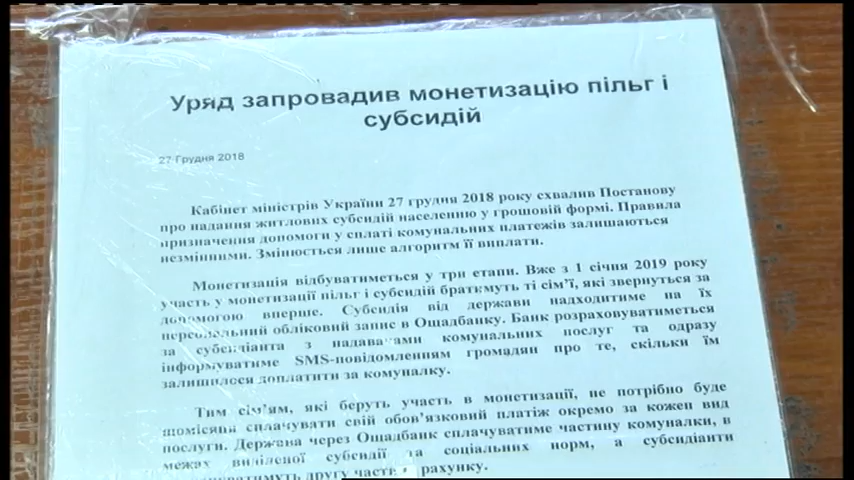 Уряд запровадив монетизацію пільг і
субсидій
27 Грудня 2018
Кабінет міністрів України 27 грудня 2018 року схвалив Постанову
про надання житлових субсидій населенню у грошовій формі. Правила
призначення допомоги у сплаті комунальних платежів залишаються
незмінними. Змінюється лише алгоритм її виплати.
Монетизація відбуватиметься у три етапи. Вже з 1 січня 2019 року
участь у монетизації пільг і субсидій братимуть ті сім'ї, які звернуться за
допомогою вперше. Субсидія від держави надходитиме на їх
персональний обліковий запис в Ощадбанку. Банк розраховуватиметься
за субсидіанта з надавачами комунальних послуг та одразу
інформуватиме SMS-повідомленням громадян про те, скільки їм
залишилося доплатити за комуналку.
Тим сім'ям, які беруть участь в монетизації, не потрібно буде
щомісяця сплачувати свій обов'язковий платіж окремо за кожен вид
послуги. Держава через Ощадбанк сплачуватиме частину комуналки, в
межах виділеної субсидії та соціальних норм, а субсидіанти
другу части рахунку.